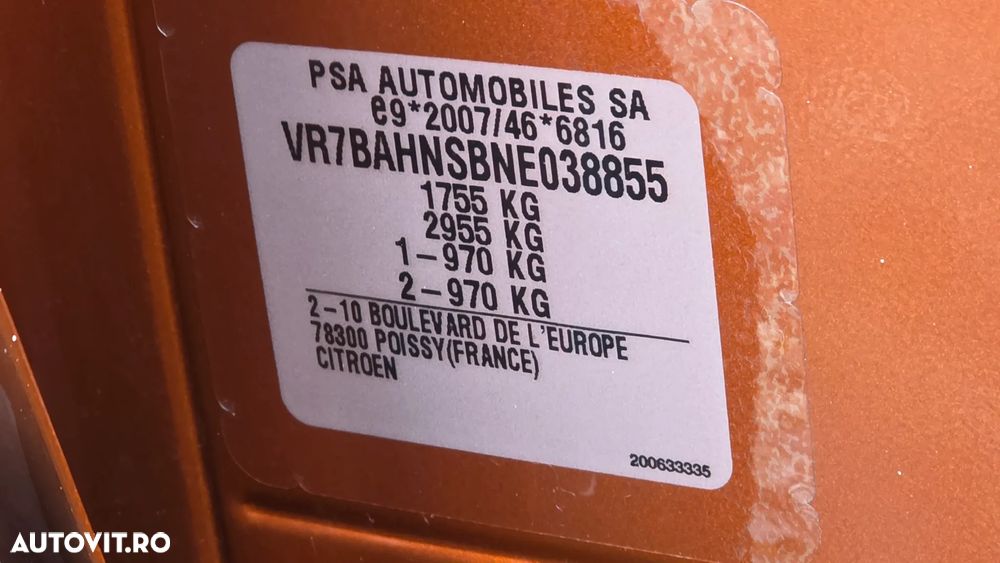 PSA AUTOMOBILES SA
e9*2007/46*6816
VR7BAHNSBNE038855
1755 KG
2955 KG
1-970 KG
2-970 KG
2-10 BOULEVARD DE L'EUROPE
78300 POISSY(FRANCE)
CITROEN
200633335
AUTOVIT.RO